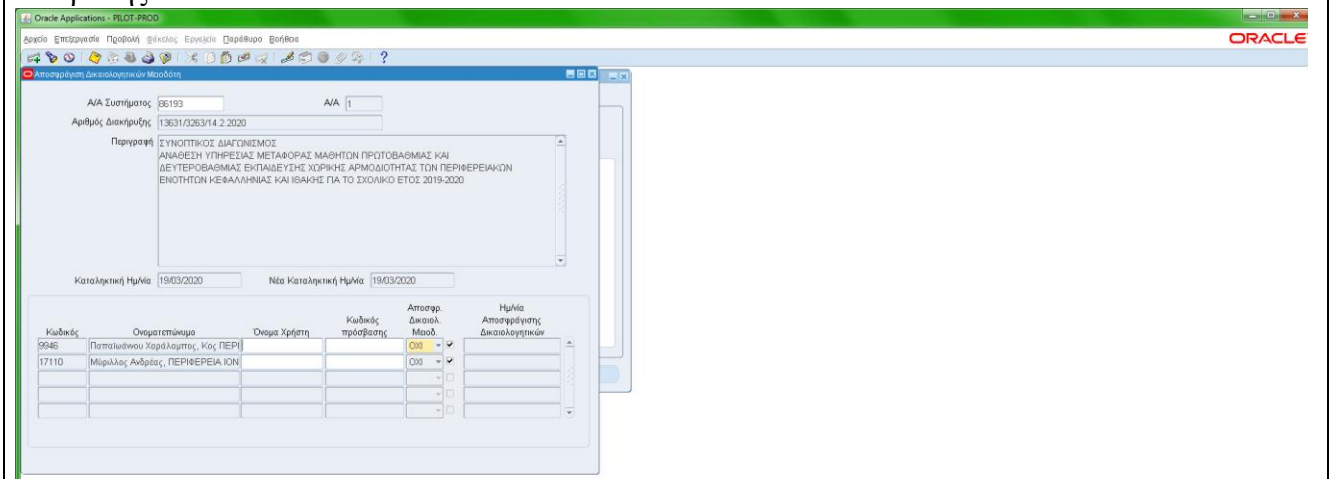 Oracle Applications - PILOT-PROD
Αρχείο Επεξεργασία Προβολή Φάκελος Εργαλεία Παράθυρο Βοήθεια
ORACLE
Αποσφράγιση Δικαιολογητικών Μειοδότη
Α/Α Συστήματος 86193 Α/Α 1
Αριθμός Διακήρυξης 13631/3263/14.2.2020
Περιγραφή ΣΥΝΟΠΤΙΚΟΣ ΔΙΑΓΩΝΙΣΜΟΣ
ΑΝΑΘΕΣΗ ΥΠΗΡΕΣΙΑΣ ΜΕΤΑΦΟΡΑΣ ΜΑΘΗΤΩΝ ΠΡΩΤΟΒΑΘΜΙΑΣ ΚΑΙ
ΔΕΥΤΕΡΟΒΑΘΜΙΑΣ ΕΚΠΑΙΔΕΥΣΗΣ ΧΩΡΙΚΗΣ ΑΡΜΟΔΙΟΤΗΤΑΣ ΤΩΝ ΠΕΡΙΦΕΡΕΙΑΚΩΝ
ΕΝΟΤΗΤΩΝ ΚΕΦΑΛΛΗΝΙΑΣ ΚΑΙ ΙΘΑΚΗΣ ΓΙΑ ΤΟ ΣΧΟΛΙΚΟ ΕΤΟΣ 2019-2020
Καταληκτική Ημ/νία 19/03/2020 Νέα Καταληκτική Ημ/νία 19/03/2020
Αποσφρ. Ημ/νία
Κωδικός Δικαιολ. Αποσφράγισης
Κωδικός Ονοματεπώνυμο Όνομα Χρήστη πρόσβασης Μειοδ. Δικαιολογητικών
9946 Παπαϊωάνου Χαράλαμπος, Κος ΠΕΡΙ ΟΧΙ
17110 Μύριλλος Ανδρέας, ΠΕΡΙΦΕΡΕΙΑ ΙΟΝ ΟΧΙ